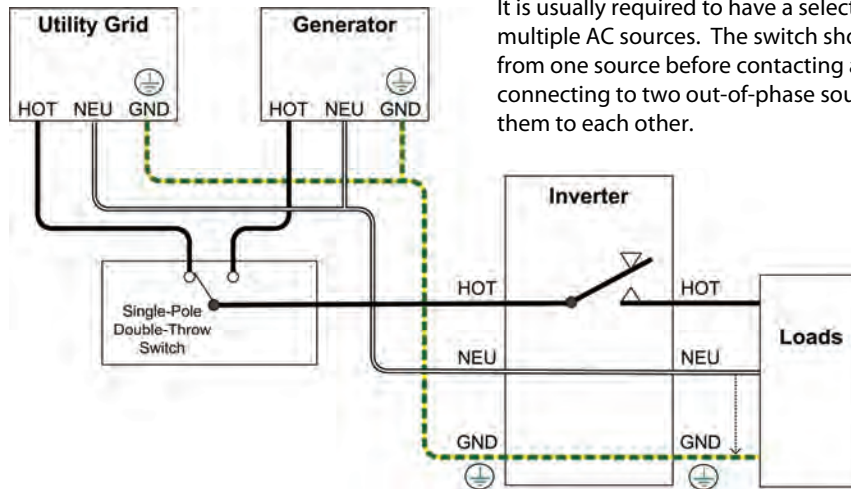 It is usually required to have a select
multiple AC sources. The switch sho
from one source before contacting a
connecting to two out-of-phase sou
them to each other.
Utility Grid
Generator
HOT NEU GND
HOT NEU GND
Inverter
Single-Pole
Double-Throw
Switch
HOT
HOT
Loads
NEU
NEU
GND
GND